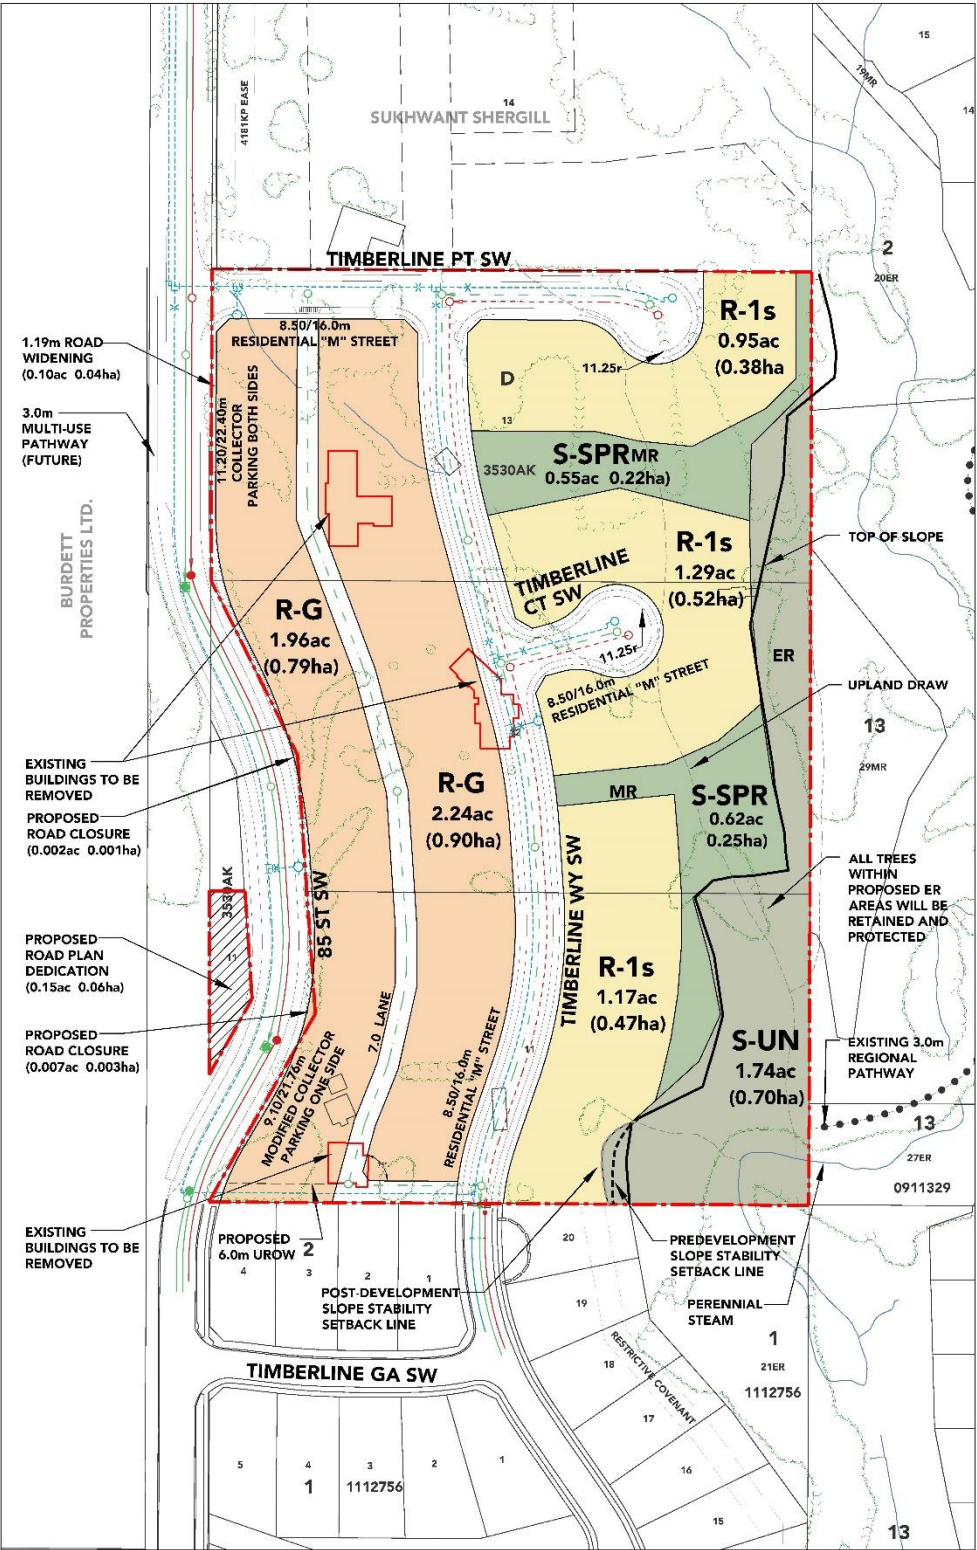 15
19MR
14
14
SUKHWANT SHERGILL
4181KP EASE
2
20ER
TIMBERLINE PT SW
8.50/16.0m
RESIDENTIAL "M" STREET
R-1s
0.95ac
(0.38ha
1.19m ROAD
WIDENING
(0.10ac 0.04ha)
11.25r
D
13
3.0m
MULTI-USE
PATHWAY
(FUTURE)
11.20/22.40m
COLLECTOR
PARKING BOTH SIDES
S-SPR MR
0.55ac 0.22ha)
3530AK
BURDETT
PROPERTIES LTD.
R-1s
1.29ac
(0.52ha)
TOP OF SLOPE
TIMBERLINE
CT SW
R-G
1.96ac
(0.79ha)
11.25r
8.50/16.0m
RESIDENTIAL "M" STREET
ER
UPLAND DRAW
13
29MR
12
EXISTING
BUILDINGS TO BE
REMOVED
R-G
2.24ac
(0.90ha)
MR
S-SPR
0.62ac
0.25ha)
PROPOSED
ROAD CLOSURE
(0.002ac 0.001ha)
ALL TREES
WITHIN
PROPOSED ER
AREAS WILL BE
RETAINED AND
PROTECTED
3530AK
85 ST SW
TIMBERLINE WY SW
PROPOSED
ROAD PLAN
DEDICATION
(0.15ac 0.06ha)
11
R-1s
1.17ac
(0.47ha)
7.0 LANE
PROPOSED
ROAD CLOSURE
(0.007ac 0.003ha)
9.10/21.76m
MODIFIED COLLECTOR
PARKING ONE SIDE
8.50/16.0m
RESIDENTIAL "M" STREET
11
S-UN
1.74ac
(0.70ha)
EXISTING 3.0m
REGIONAL
PATHWAY
13
27ER
0911329
EXISTING
BUILDINGS TO BE
REMOVED
PROPOSED
6.0m UROW
2
4
3
2
1
POST-DEVELOPMENT
SLOPE STABILITY
SETBACK LINE
20
PREDEVELOPMENT
SLOPE STABILITY
SETBACK LINE
PERENNIAL
STEAM
19
18
RESTRICTIVE COVENANT
1
21ER
1112756
TIMBERLINE GA SW
17
5
4
3
2
1
1
1112756
16
15
13